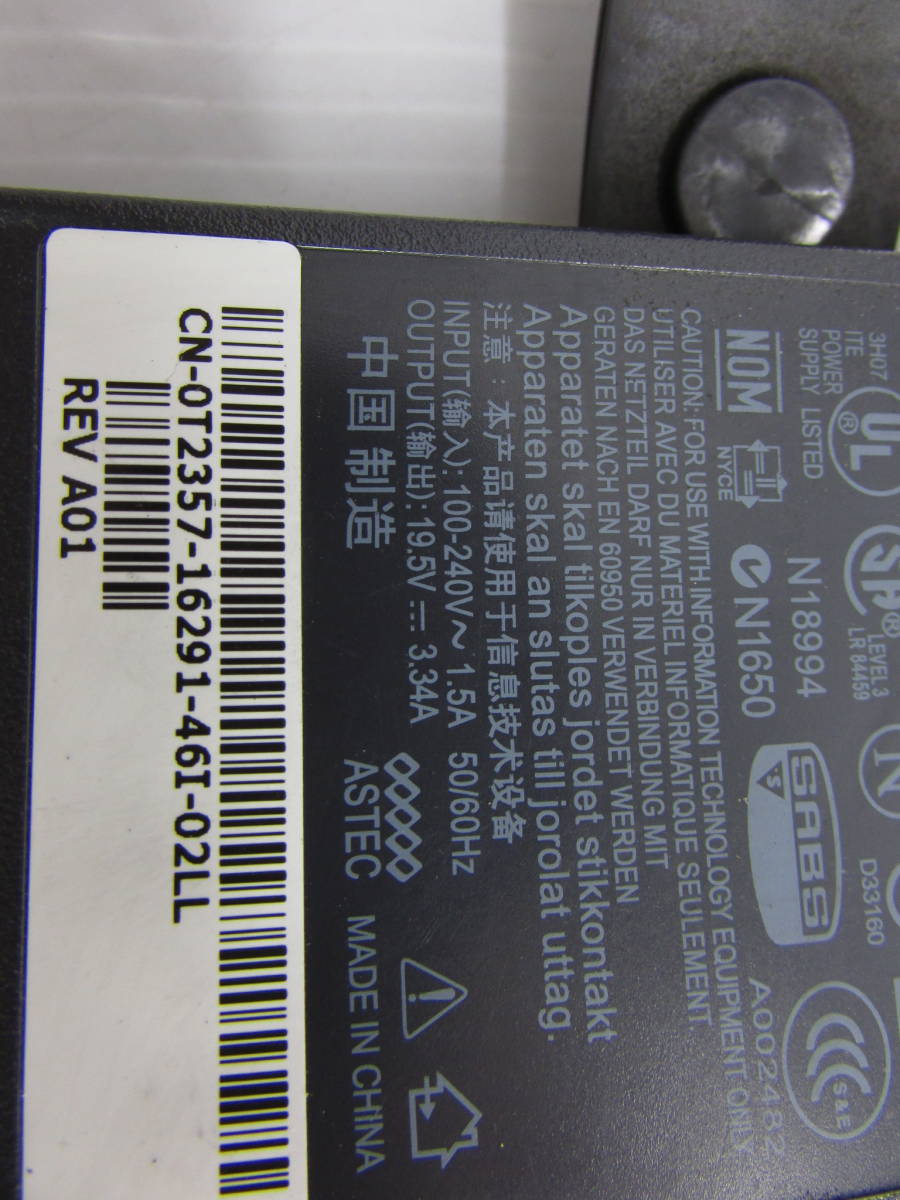 3H07
ITE
POWER
SUPPLY LISTED
UL
®
®
LEVEL 3
LR 84459
N
D33160
NOM
NYCE
N18994
N1650
SABS
A002482
S&E
CAUTION: FOR USE WITH INFORMATION TECHNOLOGY EQUIPMENT ONLY
UTILISER AVEC DU MATERIEL INFORMATIQUE SEULEMENT.
DAS NETZTEIL DARF NUR IN VERBINDUNG MIT
GERATEN NACH EN 60950 VERWENDET WERDEN
Apparatet skal tilkoples jordet stikkontakt
Apparaten skal an slutas till jorolat uttag.
注意：本产品请使用于信息技术设备
INPUT(输入):100-240V～ 1.5A 50/60Hz
OUTPUT(输出):19.5V⎓ 3.34A
ASTEC
中国制造
MADE IN CHINA
CN-0T2357-16291-46I-02LL
REV A01